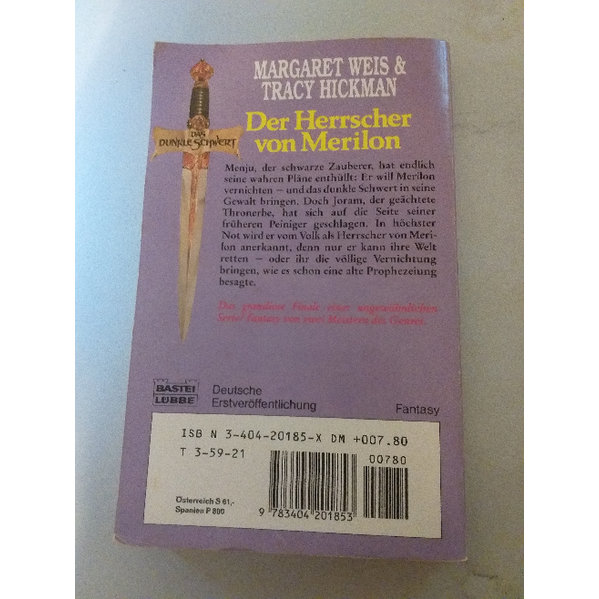 MARGARET WEIS &
TRACY HICKMAN
Der Herrscher
von Merilon
DAS
DUNKLE SCHWERT
Menju, der schwarze Zauberer, hat endlich
seine wahren Pläne enthüllt: Er will Merilon
vernichten – und das dunkle Schwert in seine
Gewalt bringen. Doch Joram, der geächtete
Thronerbe, hat sich auf die Seite seiner
früheren Peiniger geschlagen. In höchster
Not wird er vom Volk als Herrscher von Meri-
lon anerkannt, denn nur er kann ihre Welt
retten – oder ihr die völlige Vernichtung
bringen, wie es schon eine alte Prophezeiung
besagte.
Das grandiose Finale einer ungewöhnlichen
Serie! Fantasy von zwei Meistern des Genres.
BASTEI
LÜBBE
Deutsche
Erstveröffentlichung
Fantasy
ISB N 3-404-20185-X DM +007.80
T 3-59-21
00780
Österreich S 61,-
Spanien P 800
9 783404 201853